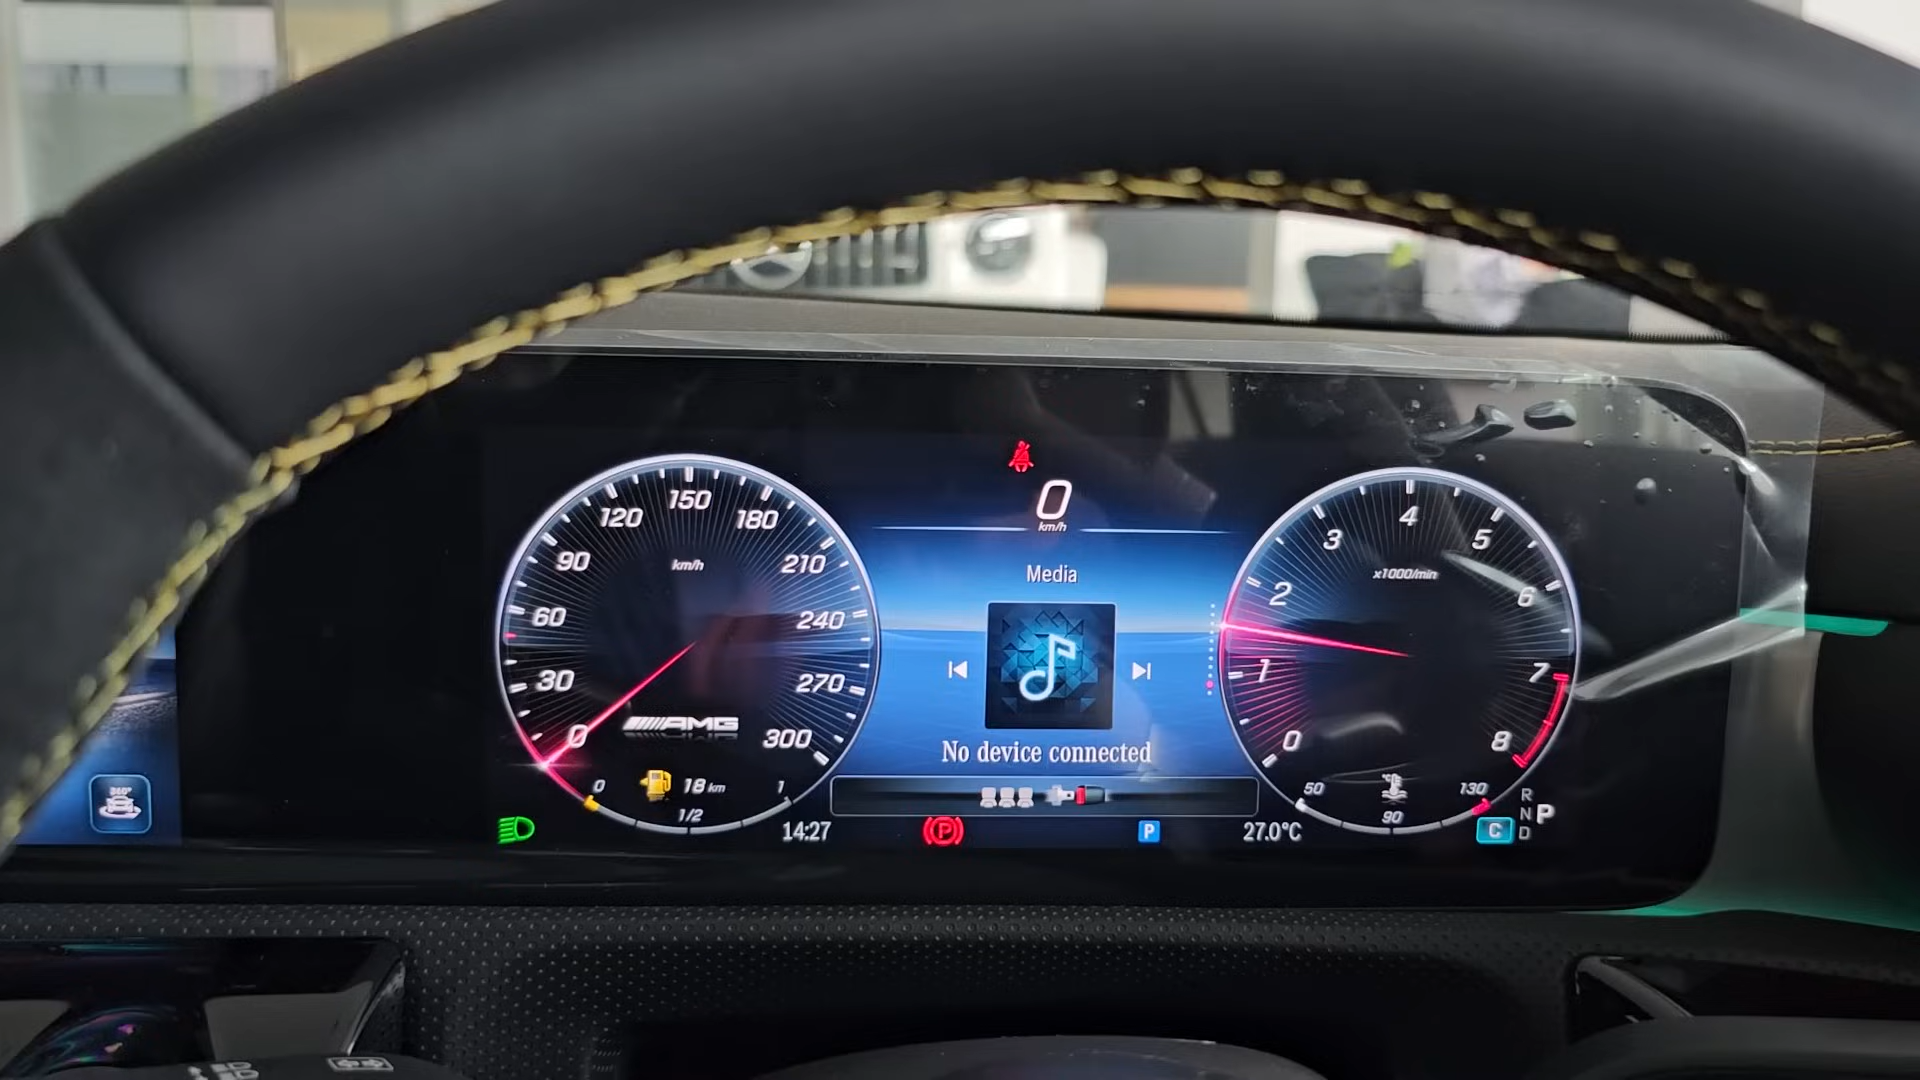 0
km/h
Media
No device connected
150
120
180
90
km/h
210
60
240
30
270
AMG
0
300
0
18 km
1
1/2
14:27
P
P
27.0°C
4
3
5
x1000/min
2
6
1
7
0
8
50
°C
130
90
R
N
P
D
C
360°